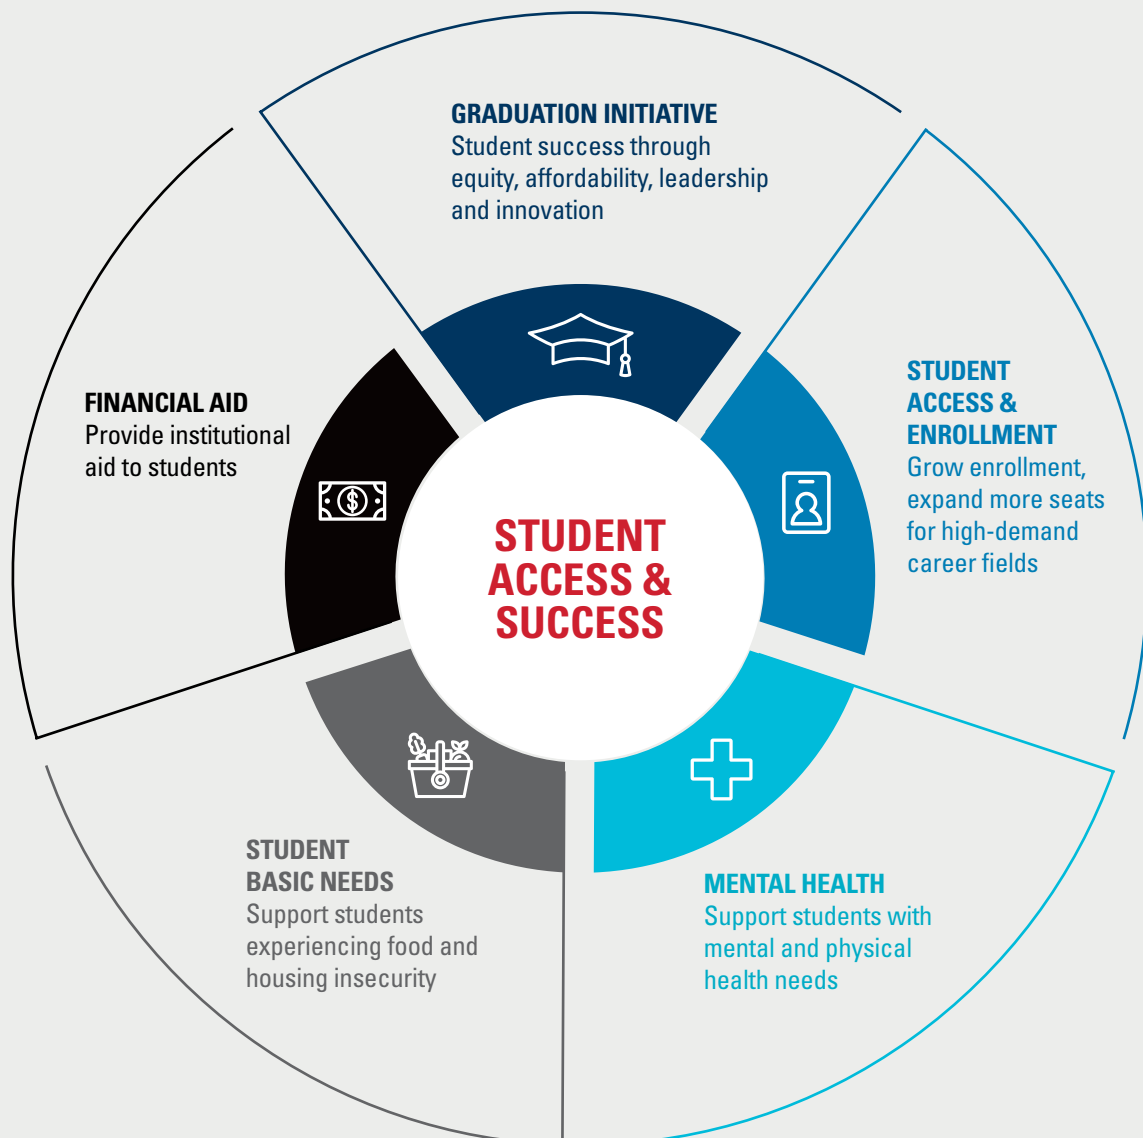 GRADUATION INITIATIVE
Student success through
equity, affordability, leadership
and innovation
STUDENT
ACCESS &
ENROLLMENT
Grow enrollment,
expand more seats
for high-demand
career fields
MENTAL HEALTH
Support students with
mental and physical
health needs
STUDENT
BASIC NEEDS
Support students
experiencing food and
housing insecurity
FINANCIAL AID
Provide institutional
aid to students
$
STUDENT
ACCESS &
SUCCESS